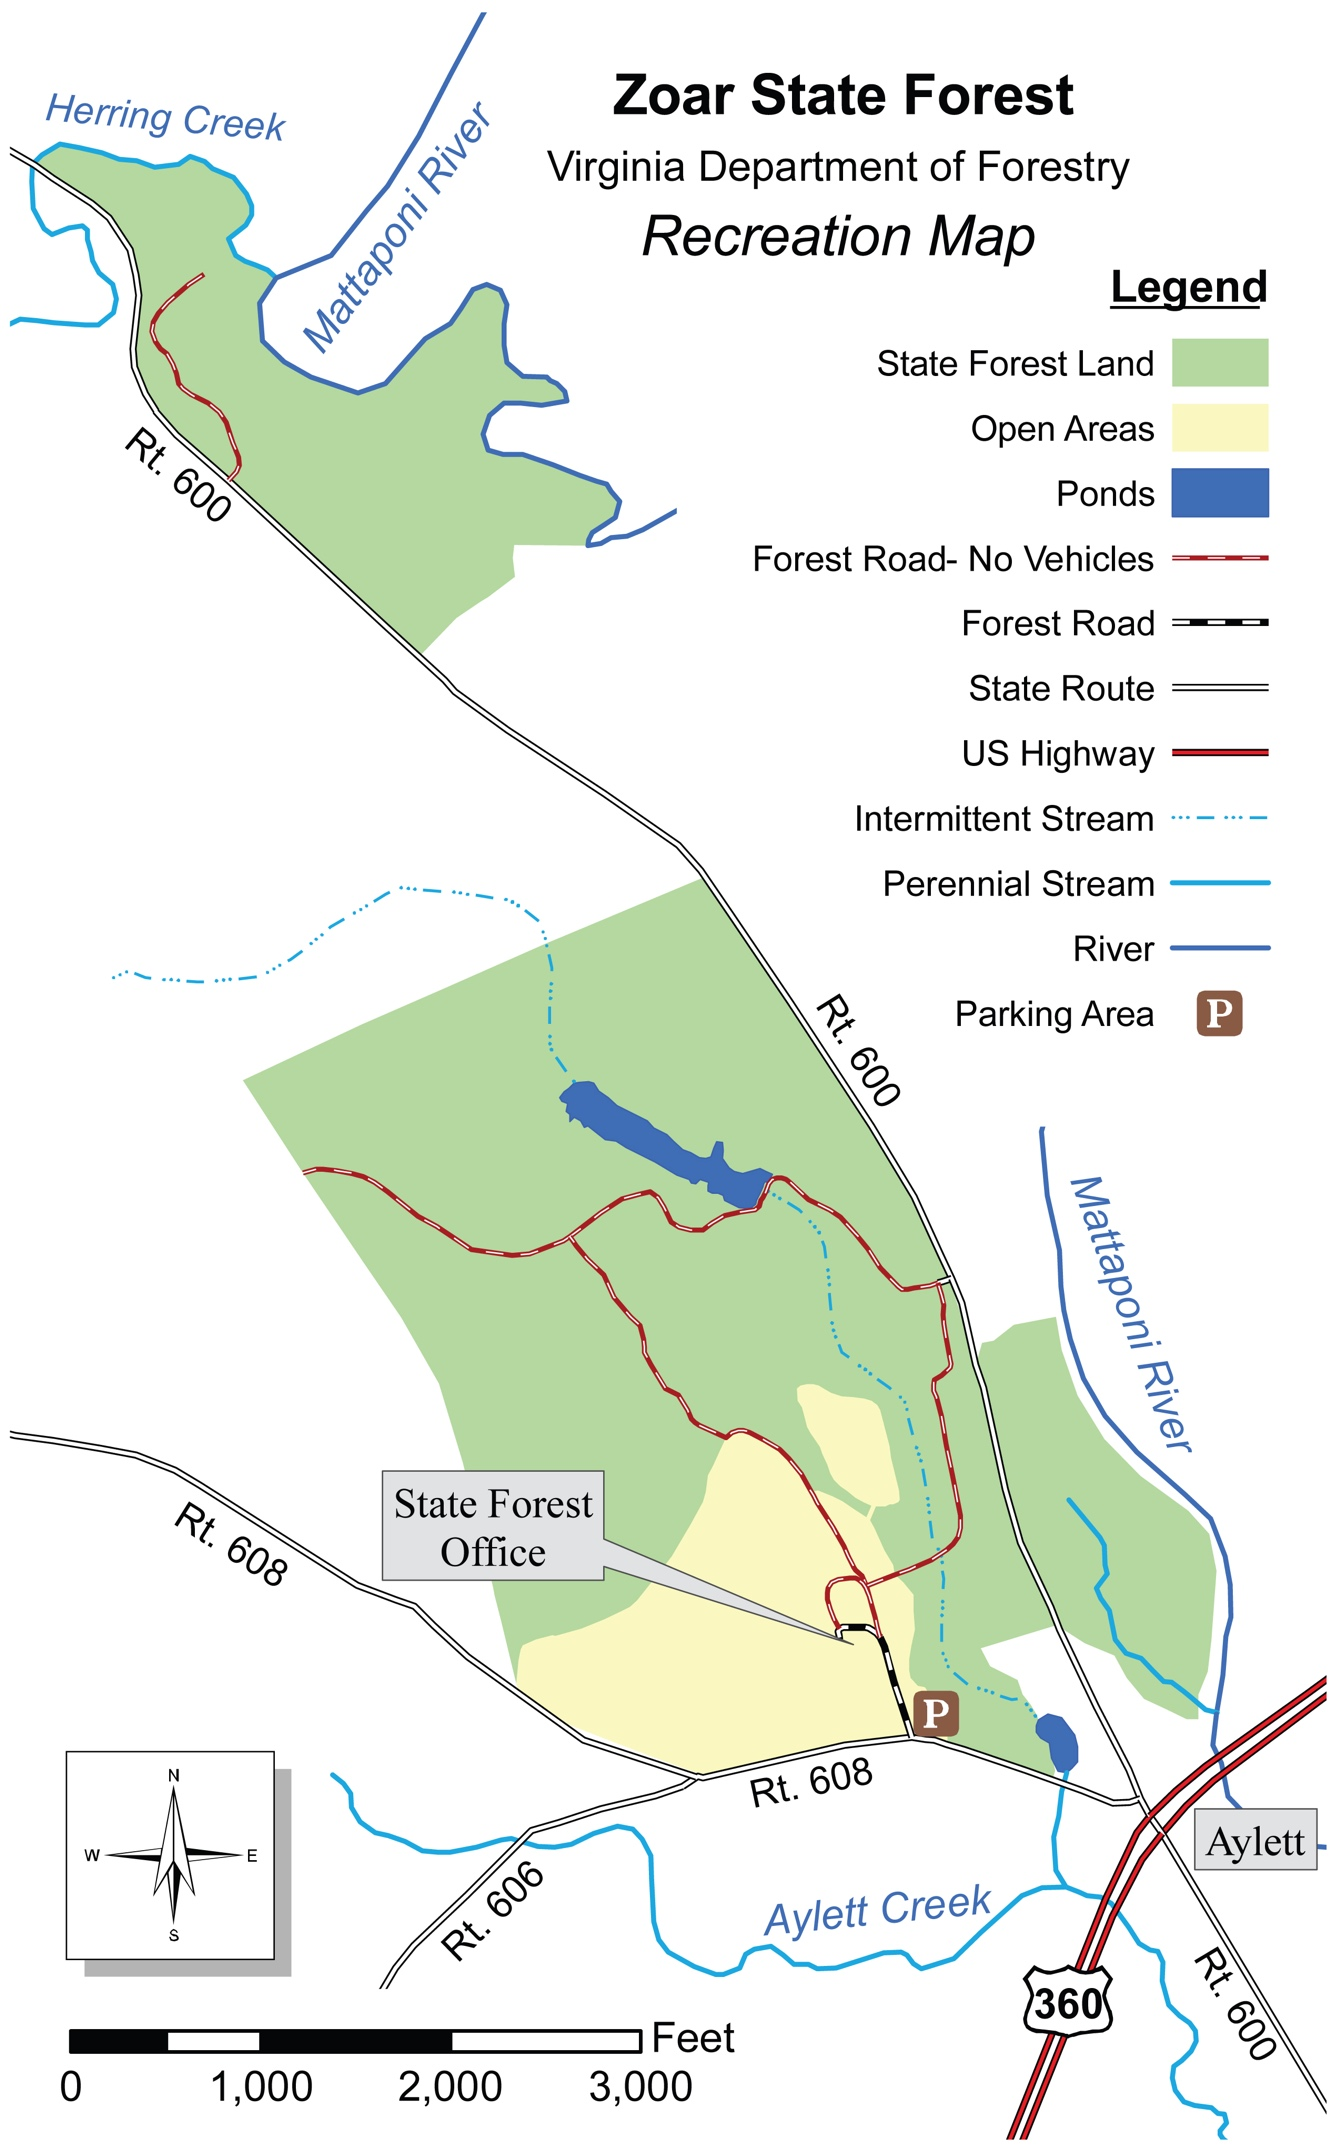 Zoar State Forest
Virginia Department of Forestry
Recreation Map
Herring Creek
Mattaponi River
Legend
State Forest Land
Open Areas
Ponds
Forest Road- No Vehicles
Forest Road
State Route
US Highway
Intermittent Stream
Perennial Stream
River
Parking Area P
Rt. 600
Rt. 600
Mattaponi River
State Forest
Office
Rt. 608
P
Rt. 608
Aylett
Rt. 606
Aylett Creek
360
Rt. 600
N
W E
S
Feet
0 1,000 2,000 3,000